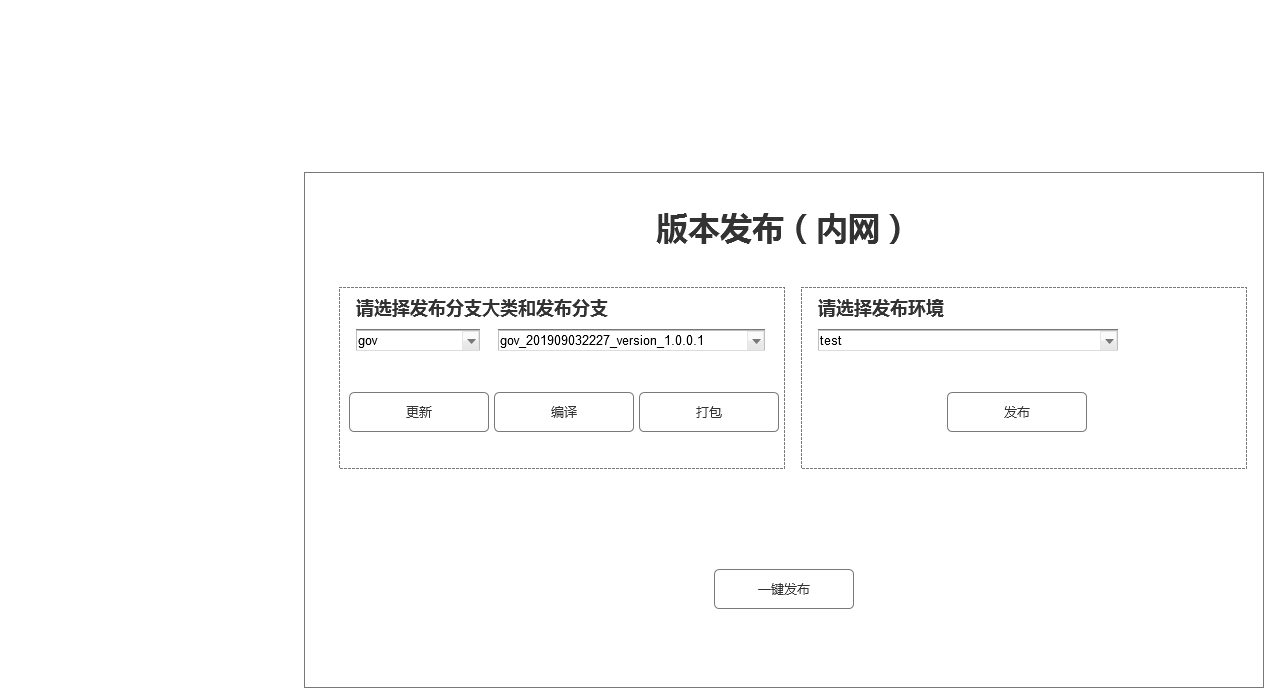 版本发布（内网）
请选择发布分支大类和发布分支
gov gov_201909032227_version_1.0.0.1
更新 编译 打包
请选择发布环境
test
发布
一键发布